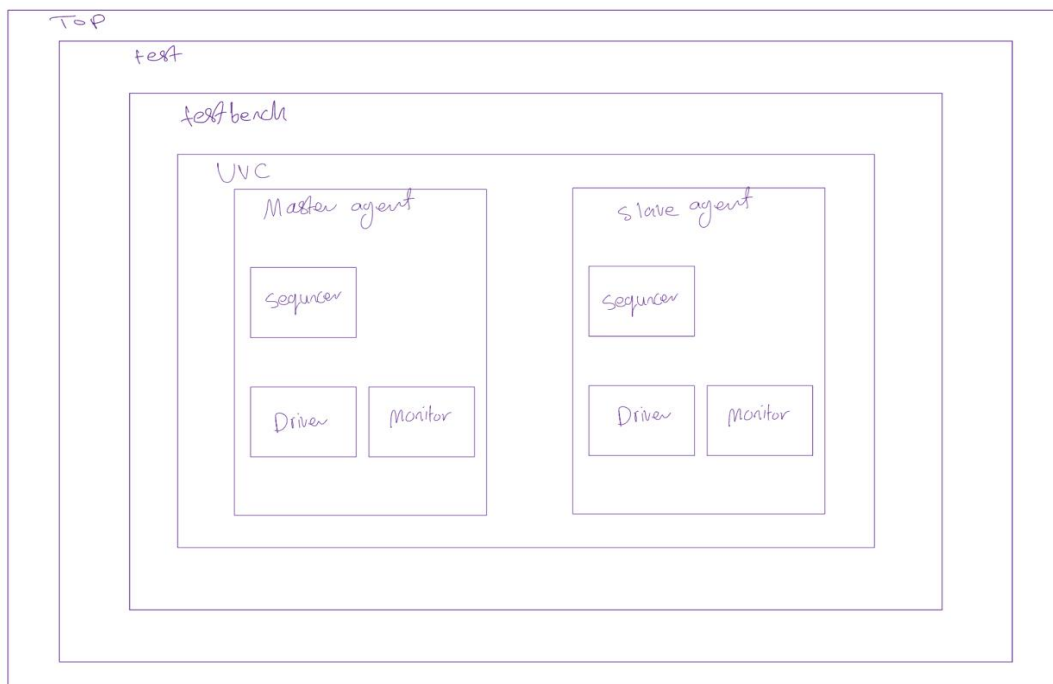 TOP
test
testbench
UVC
Master agent
slave agent
sequncer
sequncer
Driver
Monitor
Driver
Monitor